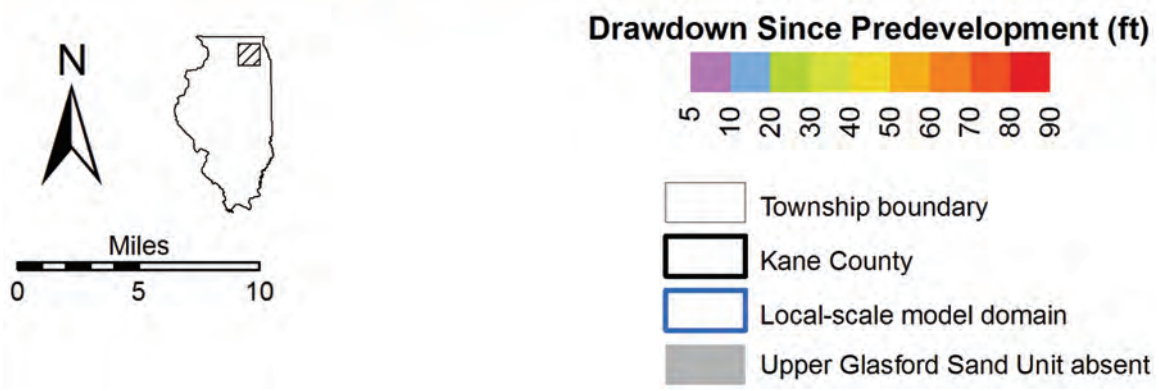 N
Miles
0 5 10
Drawdown Since Predevelopment (ft)
5 10 20 30 40 50 60 70 80 90
Township boundary
Kane County
Local-scale model domain
Upper Glasford Sand Unit absent